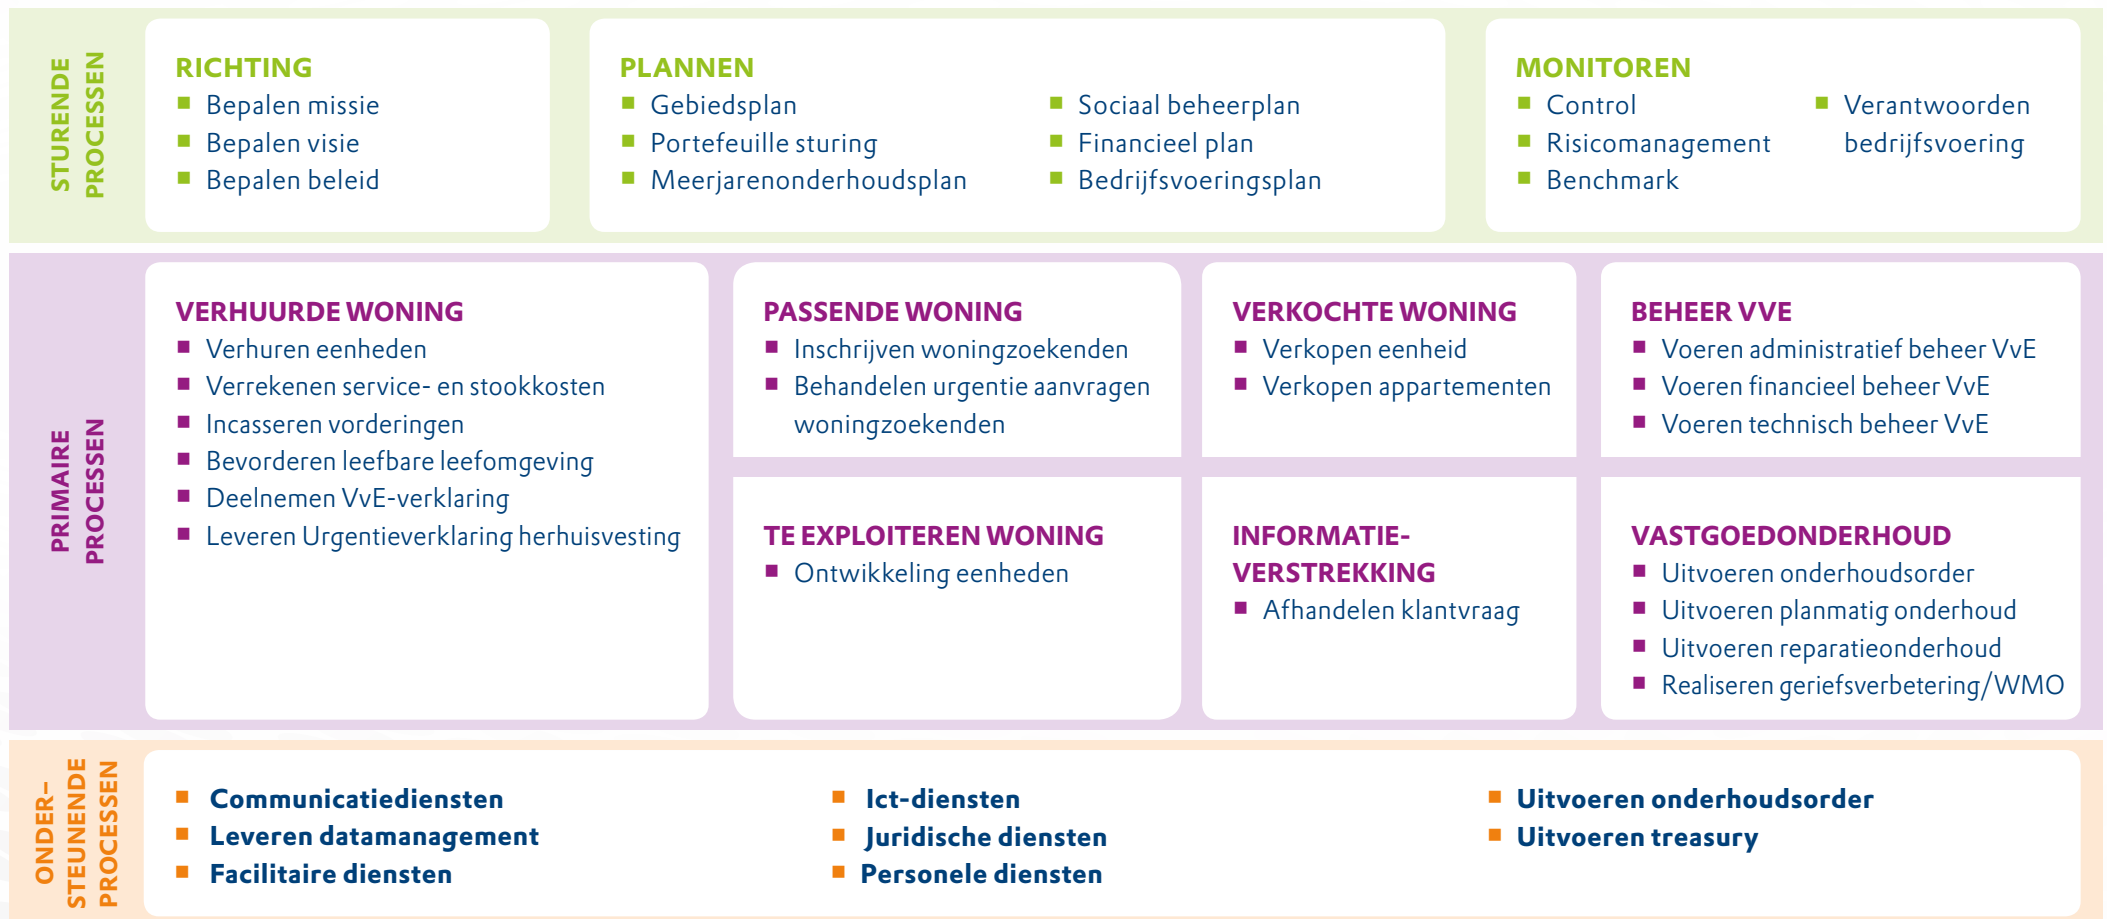 STURENDE
PROCESSEN
RICHTING
Bepalen missie
Bepalen visie
Bepalen beleid
PLANNEN
Gebiedsplan
Portefeuille sturing
Meerjarenonderhoudsplan
Sociaal beheerplan
Financieel plan
Bedrijfsvoeringsplan
MONITOREN
Control
Risicomanagement
Benchmark
Verantwoorden
bedrijfsvoering
PRIMAIRE
PROCESSEN
VERHUURDE WONING
Verhuren eenheden
Verrekenen service- en stookkosten
Incasseren vorderingen
Bevorderen leefbare leefomgeving
Deelnemen VvE-verklaring
Leveren Urgentieverklaring herhuisvesting
PASSENDE WONING
Inschrijven woningzoekenden
Behandelen urgentie aanvragen
woningzoekenden
VERKOCHTE WONING
Verkopen eenheid
Verkopen appartementen
BEHEER VVE
Voeren administratief beheer VvE
Voeren financieel beheer VvE
Voeren technisch beheer VvE
TE EXPLOITEREN WONING
Ontwikkeling eenheden
INFORMATIE-
VERSTREKKING
Afhandelen klantvraag
VASTGOEDONDERHOUD
Uitvoeren onderhoudsorder
Uitvoeren planmatig onderhoud
Uitvoeren reparatieonderhoud
Realiseren geriefsverbetering/WMO
ONDER–
STEUNENDE
PROCESSEN
Communicatiediensten
Leveren datamanagement
Facilitaire diensten
Ict-diensten
Juridische diensten
Personele diensten
Uitvoeren onderhoudsorder
Uitvoeren treasury